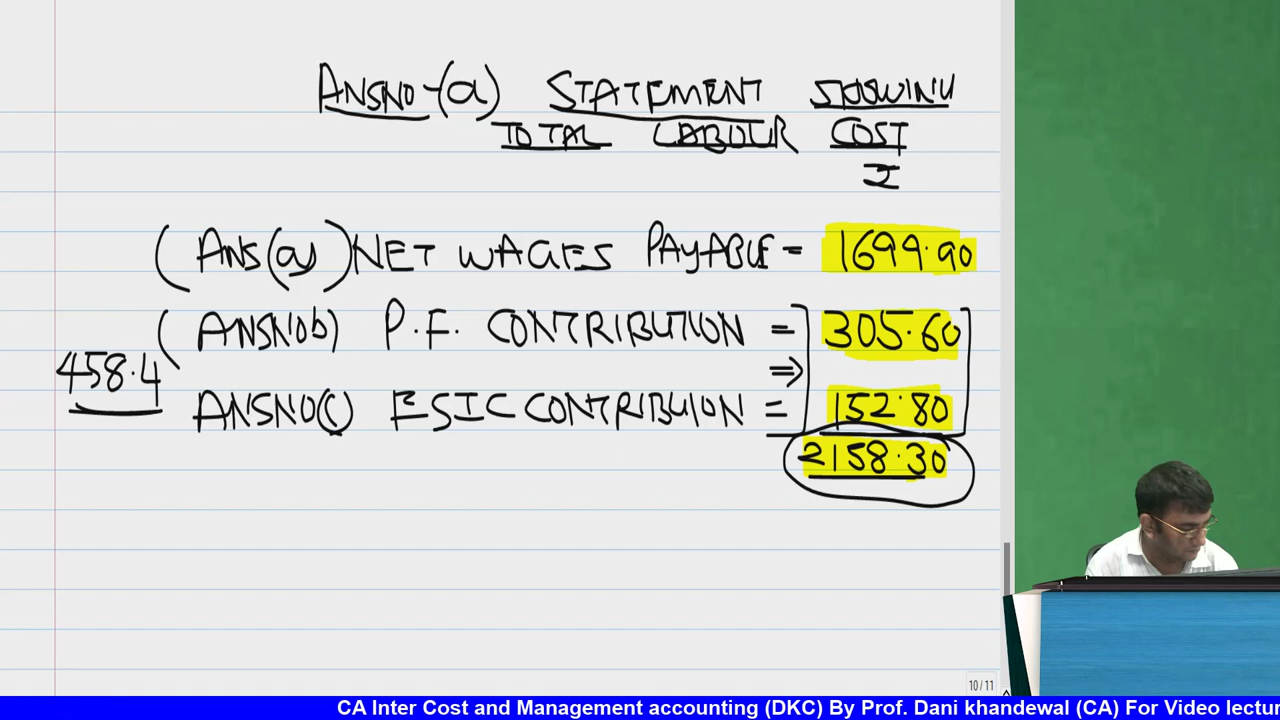 ANSNO-(a) STATEMENT SHOWING
TOTAL LABOUR COST
₹
(ANS(a)) NET WAGES PAYABLE = 1699.90
(ANSNOb) P.F. CONTRIBUTION = 305.60
458.4 ⇒
ANSNO(C) ESIC CONTRIBUION = 152.80
2158.30
10/11
CA Inter Cost and Management accounting (DKC) By Prof. Dani khandewal (CA) For Video lectur